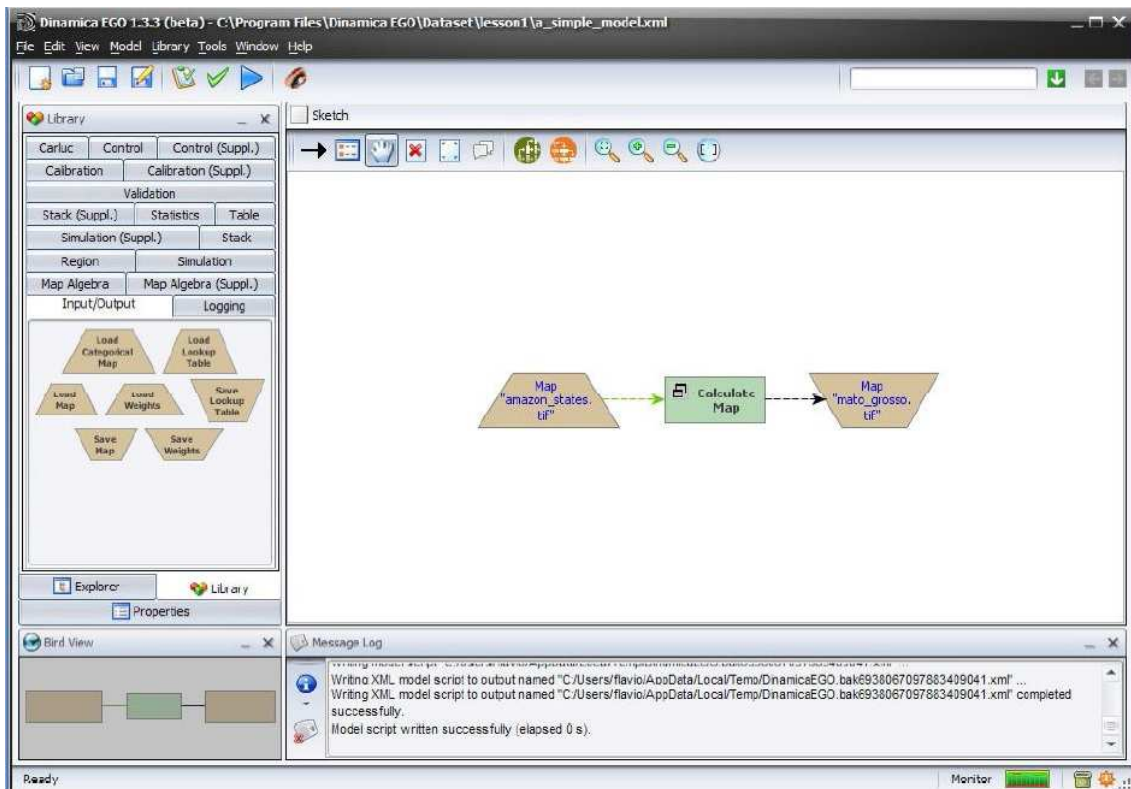 Dinamica EGO 1.3.3 (beta) - C:\Program Files\Dinamica EGO\Dataset\lesson1\a_simple_model.xml
File Edit View Model Library Tools Window Help
Library
Carluc Control Control (Suppl.)
Calibration Calibration (Suppl.)
Validation
Stack (Suppl.) Statistics Table
Simulation (Suppl.) Stack
Region Simulation
Map Algebra Map Algebra (Suppl.)
Input/Output Logging
Load
Categorical
Map
Load
Lookup
Table
Load
Map
Load
Weights
Save
Lookup
Table
Save
Map
Save
Weights
Explorer Library
Properties
Sketch
Map
"amazon_states.
tif"
Calculate
Map
Map
"mato_grosso.
tif"
Bird View
Message Log
Writing XML model script to output named "C:/Users/flavio/AppData/Local/Temp/DinamicaEGO.bak6938067097883409041.xml" ...
Writing XML model script to output named "C:/Users/flavio/AppData/Local/Temp/DinamicaEGO.bak6938067097883409041.xml" completed
successfully.
Model script written successfully (elapsed 0 s).
Ready
Monitor